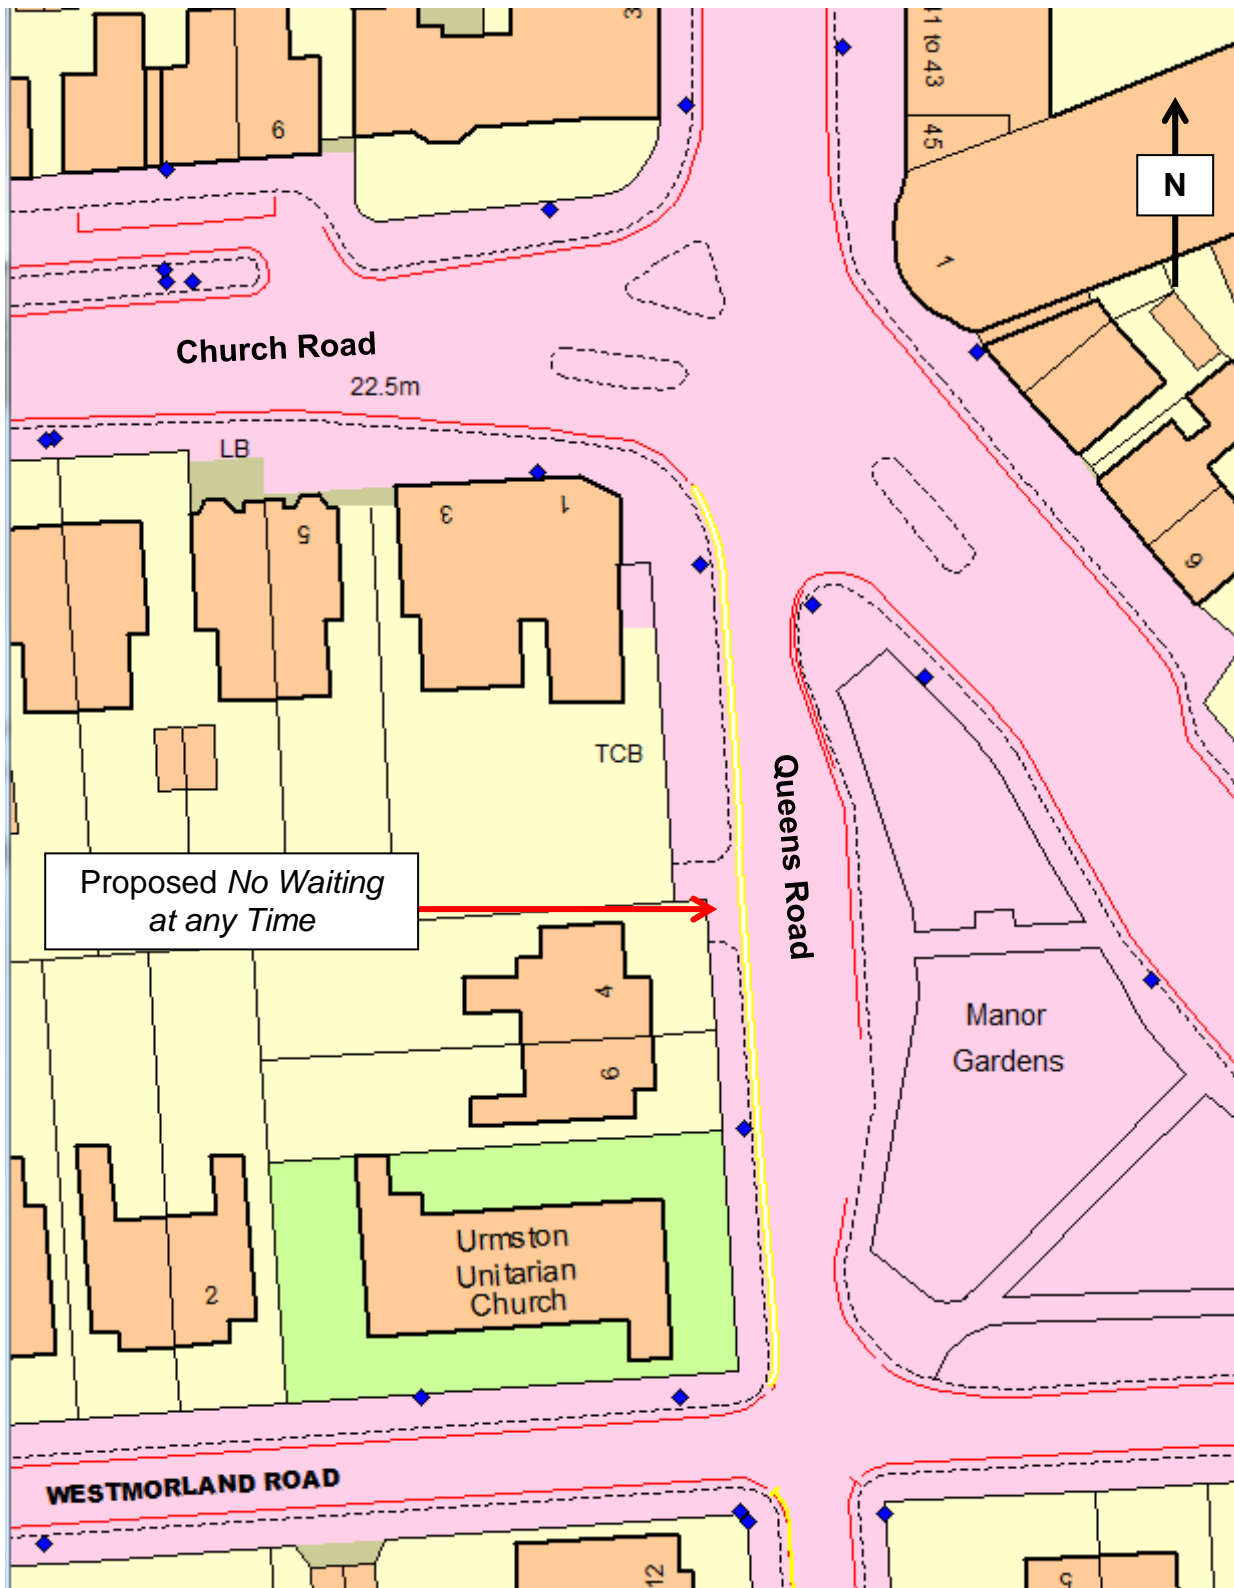 3
41 to 43
6
45
N
1
Church Road
22.5m
LB
3
1
5
9
TCB
Queens Road
Proposed No Waiting
at any Time
4
6
Manor
Gardens
Urmston
Unitarian
Church
2
WESTMORLAND ROAD
12
5